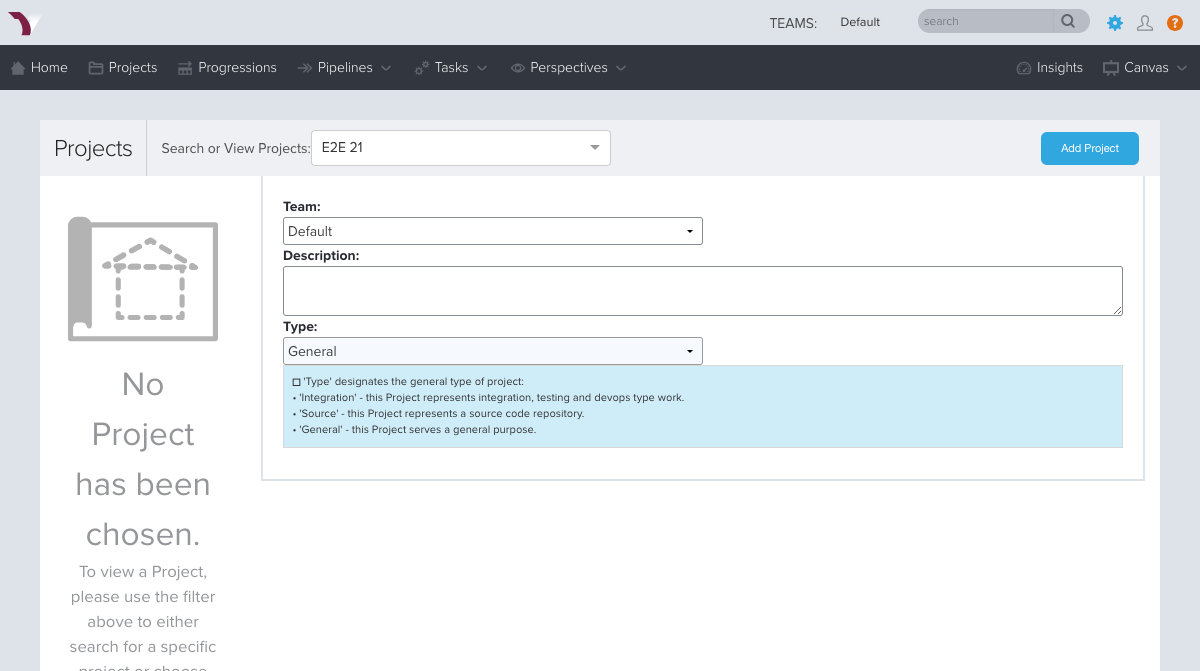 TEAMS: Default search ?
Home Projects Progressions Pipelines Tasks Perspectives Insights Canvas
Projects Search or View Projects: E2E 21 Add Project
Team:
Default
Description:
Type:
General
'Type' designates the general type of project:
• 'Integration' - this Project represents integration, testing and devops type work.
• 'Source' - this Project represents a source code repository.
• 'General' - this Project serves a general purpose.
No
Project
has been
chosen.
To view a Project,
please use the filter
above to either
search for a specific
project or choose